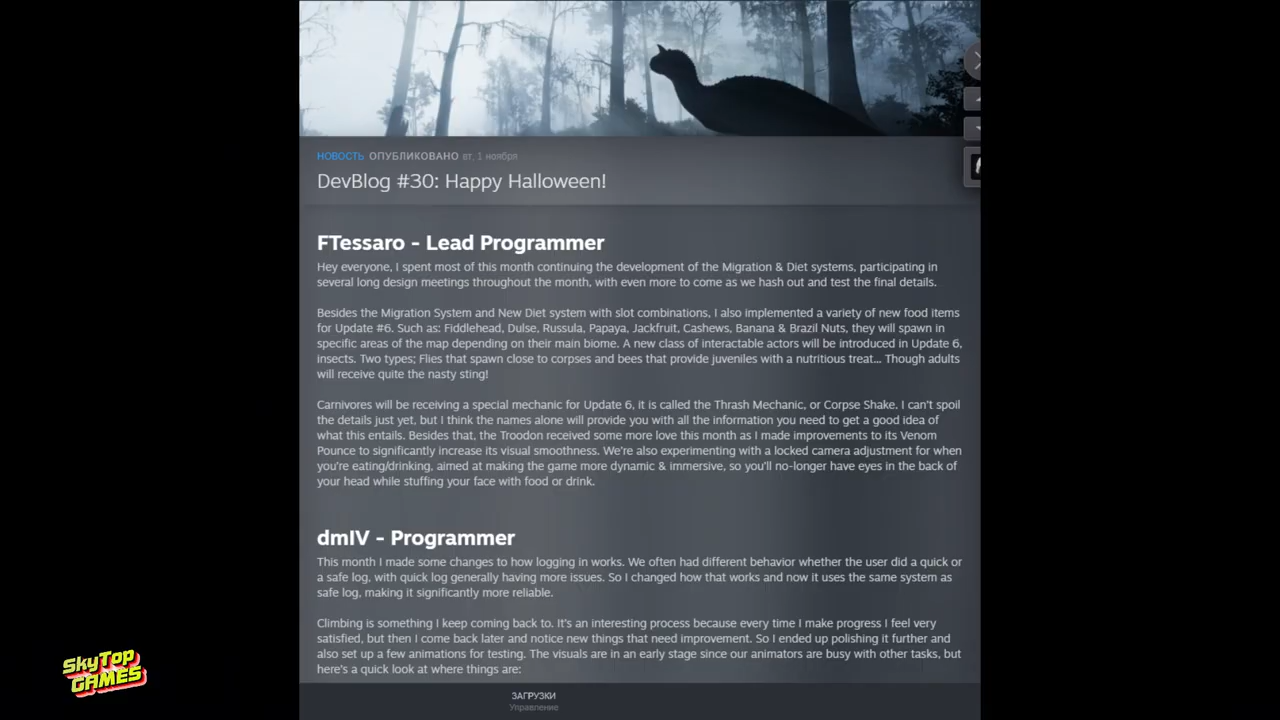 НОВОСТЬ ОПУБЛИКОВАНО вт, 1 ноября
DevBlog #30: Happy Halloween!
FTessaro - Lead Programmer
Hey everyone, I spent most of this month continuing the development of the Migration & Diet systems, participating in
several long design meetings throughout the month, with even more to come as we hash out and test the final details.
Besides the Migration System and New Diet system with slot combinations, I also implemented a variety of new food items
for Update #6. Such as: Fiddlehead, Dulse, Russula, Papaya, Jackfruit, Cashews, Banana & Brazil Nuts, they will spawn in
specific areas of the map depending on their main biome. A new class of interactable actors will be introduced in Update 6,
insects. Two types; Flies that spawn close to corpses and bees that provide juveniles with a nutritious treat... Though adults
will receive quite the nasty sting!
Carnivores will be receiving a special mechanic for Update 6, it is called the Thrash Mechanic, or Corpse Shake. I can't spoil
the details just yet, but I think the names alone will provide you with all the information you need to get a good idea of
what this entails. Besides that, the Troodon received some more love this month as I made improvements to its Venom
Pounce to significantly increase its visual smoothness. We're also experimenting with a locked camera adjustment for when
you're eating/drinking, aimed at making the game more dynamic & immersive, so you'll no-longer have eyes in the back of
your head while stuffing your face with food or drink.
dmIV - Programmer
This month I made some changes to how logging in works. We often had different behavior whether the user did a quick or
a safe log, with quick log generally having more issues. So I changed how that works and now it uses the same system as
safe log, making it significantly more reliable.
Climbing is something I keep coming back to. It's an interesting process because every time I make progress I feel very
satisfied, but then I come back later and notice new things that need improvement. So I ended up polishing it further and
also set up a few animations for testing. The visuals are in an early stage since our animators are busy with other tasks, but
here's a quick look at where things are:
SkyTop
GAMES
ЗАГРУЗКИ
Управление